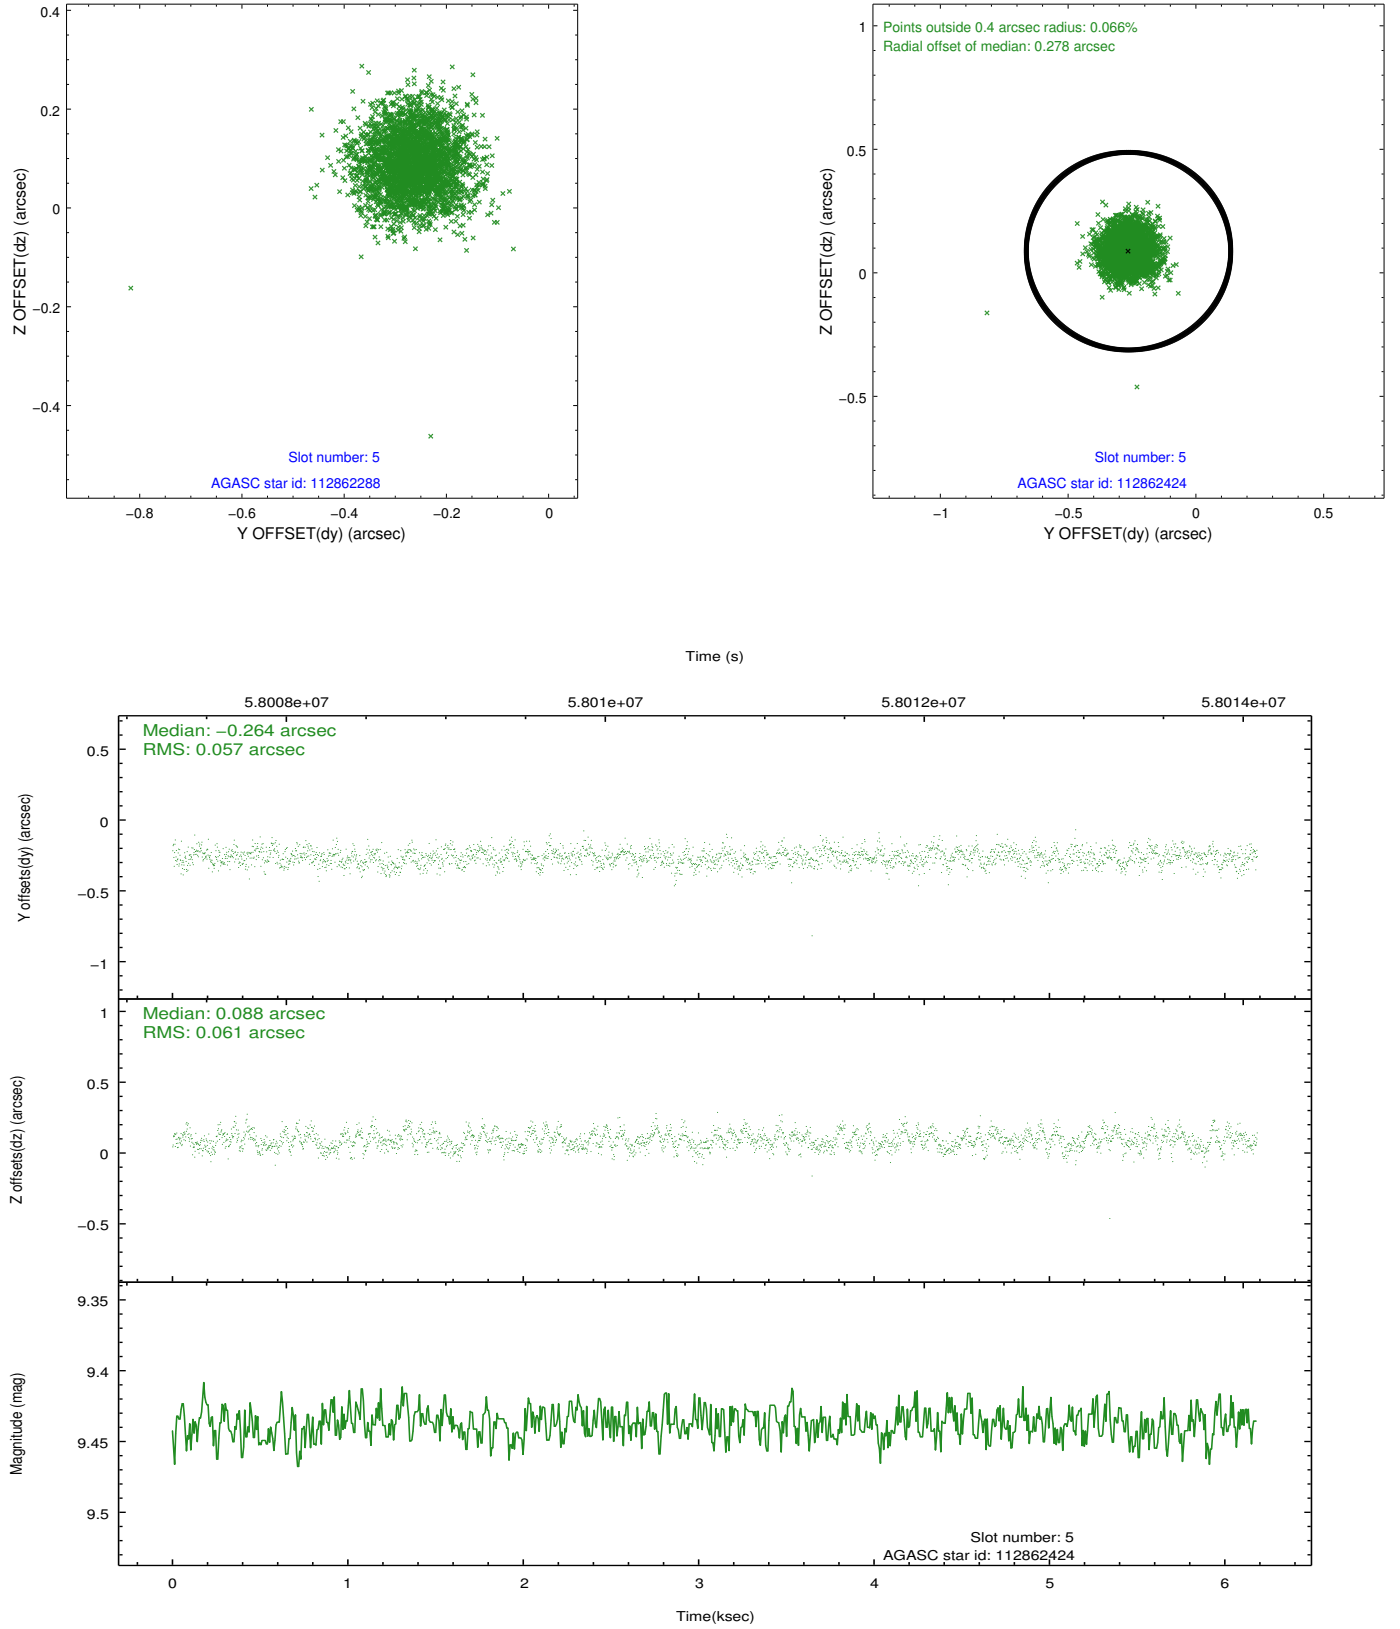 0.4
0.2
0
−0.2
−0.4
Z OFFSET(dz) (arcsec)
Slot number: 5
AGASC star id: 112862288
−0.8
−0.6
−0.4
−0.2
0
Y OFFSET(dy) (arcsec)
Points outside 0.4 arcsec radius: 0.066%
Radial offset of median: 0.278 arcsec
1
0.5
0
−0.5
Z OFFSET(dz) (arcsec)
Slot number: 5
AGASC star id: 112862424
−1
−0.5
0
0.5
Y OFFSET(dy) (arcsec)
Time (s)
5.8008e+07
5.801e+07
5.8012e+07
5.8014e+07
Median: −0.264 arcsec
RMS: 0.057 arcsec
0.5
0
−0.5
−1
Y offsets(dy) (arcsec)
Median: 0.088 arcsec
RMS: 0.061 arcsec
1
0.5
0
−0.5
Z offsets(dz) (arcsec)
9.35
9.4
9.45
9.5
Magnitude (mag)
Slot number: 5
AGASC star id: 112862424
0
1
2
3
4
5
6
Time(ksec)